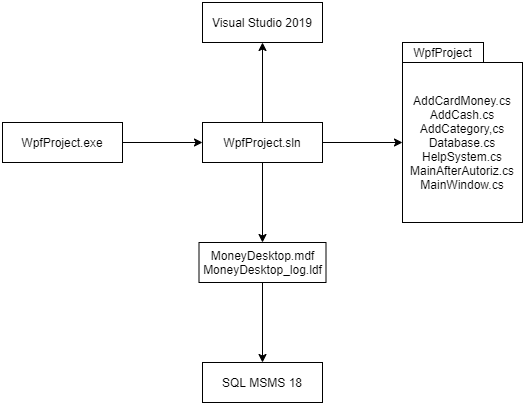 Visual Studio 2019
WpfProject
AddCardMoney.cs
AddCash.cs
AddCategory,cs
Database.cs
HelpSystem.cs
MainAfterAutoriz.cs
MainWindow.cs
WpfProject.exe
WpfProject.sln
MoneyDesktop.mdf
MoneyDesktop_log.ldf
SQL MSMS 18